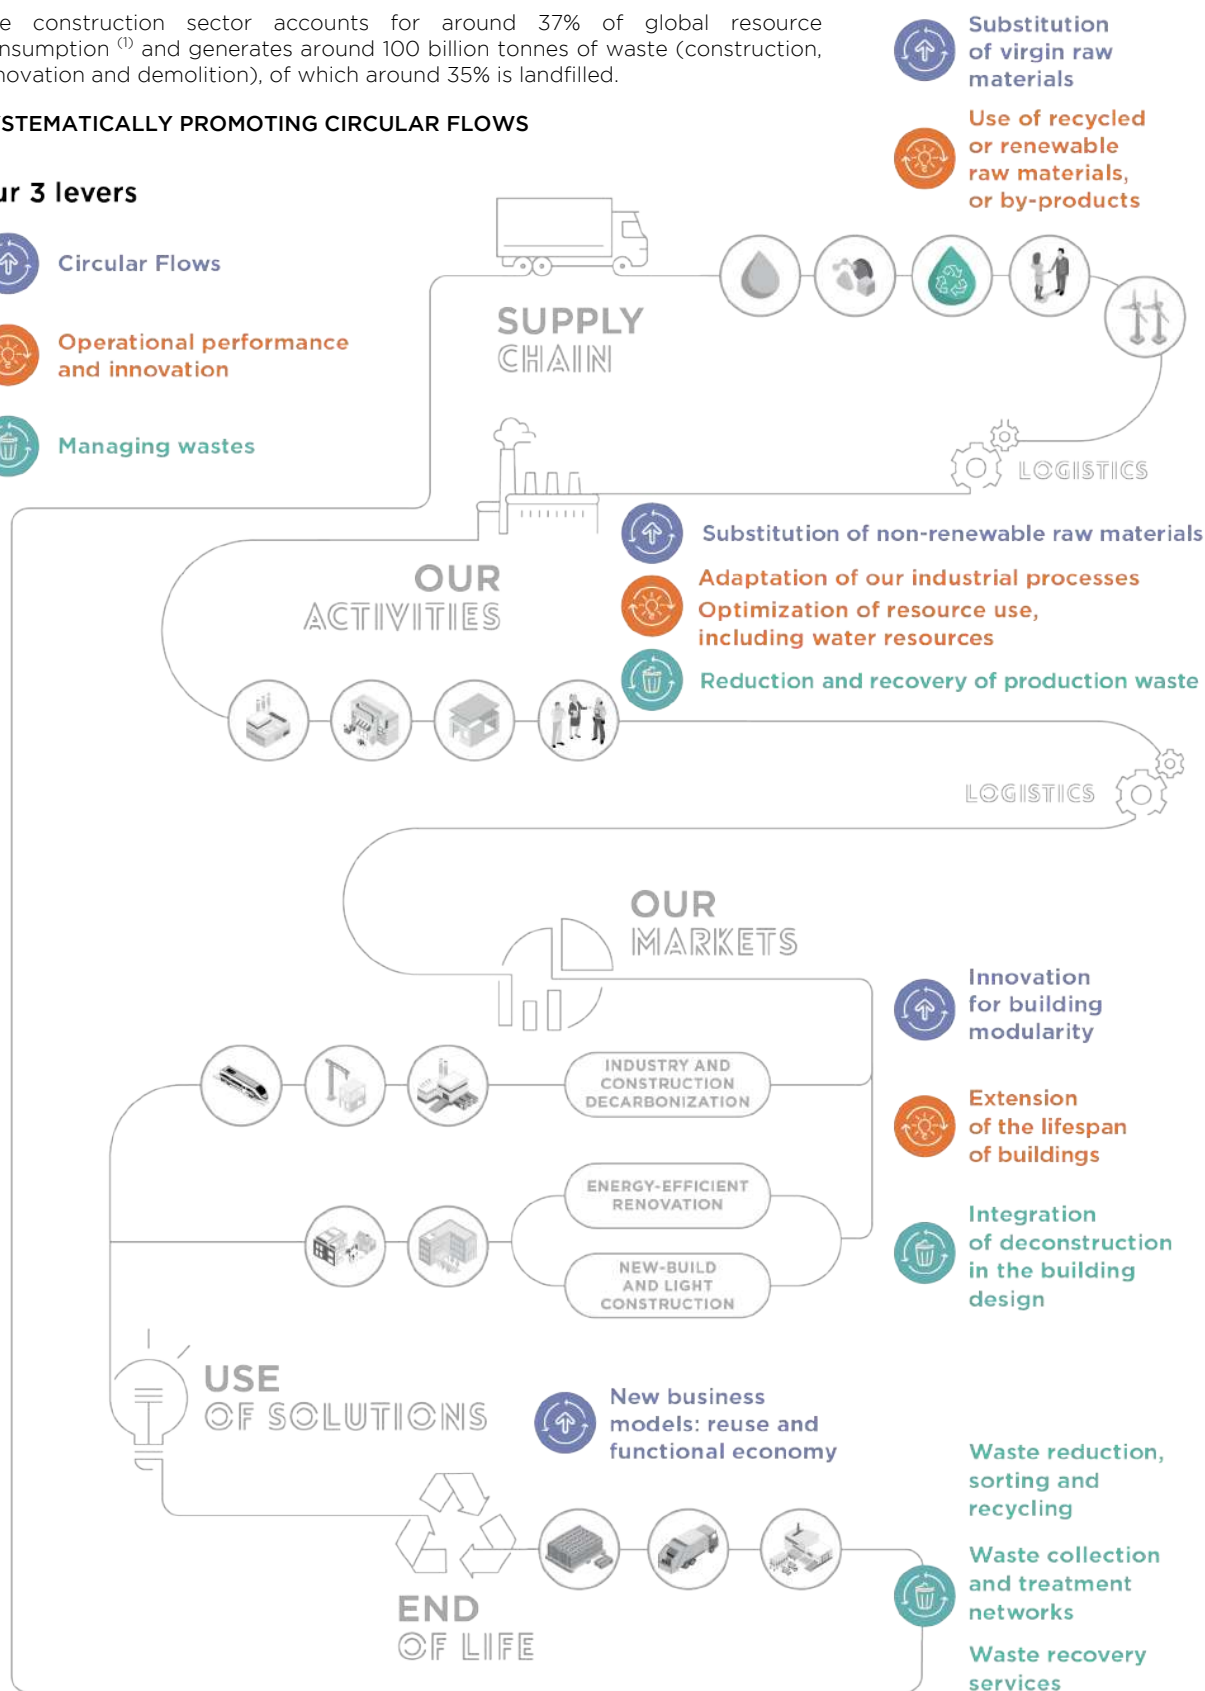 construction sector accounts for around 37% of global resource
(1) and generates around 100 billion tonnes of waste (construction,
and demolition), of which around 35% is landfilled.
PROMOTING CIRCULAR FLOWS
3 levers
Circular Flows
Operational performance
and innovation
Managing wastes
Substitution
of virgin raw
materials
Use of recycled
or renewable
raw materials,
or by-products
SUPPLY
CHAIN
LOGISTICS
OUR
ACTIVITIES
Substitution of non-renewable raw materials
Adaptation of our industrial processes
Optimization of resource use,
including water resources
Reduction and recovery of production waste
LOGISTICS
OUR
MARKETS
INDUSTRY AND
CONSTRUCTION
DECARBONIZATION
ENERGY-EFFICIENT
RENOVATION
NEW-BUILD
AND LIGHT
CONSTRUCTION
Innovation
for building
modularity
Extension
of the lifespan
of buildings
Integration
of deconstruction
in the building
design
USE
OF SOLUTIONS
New business
models: reuse and
functional economy
END
OF LIFE
Waste reduction,
sorting and
recycling
Waste collection
and treatment
networks
Waste recovery
services